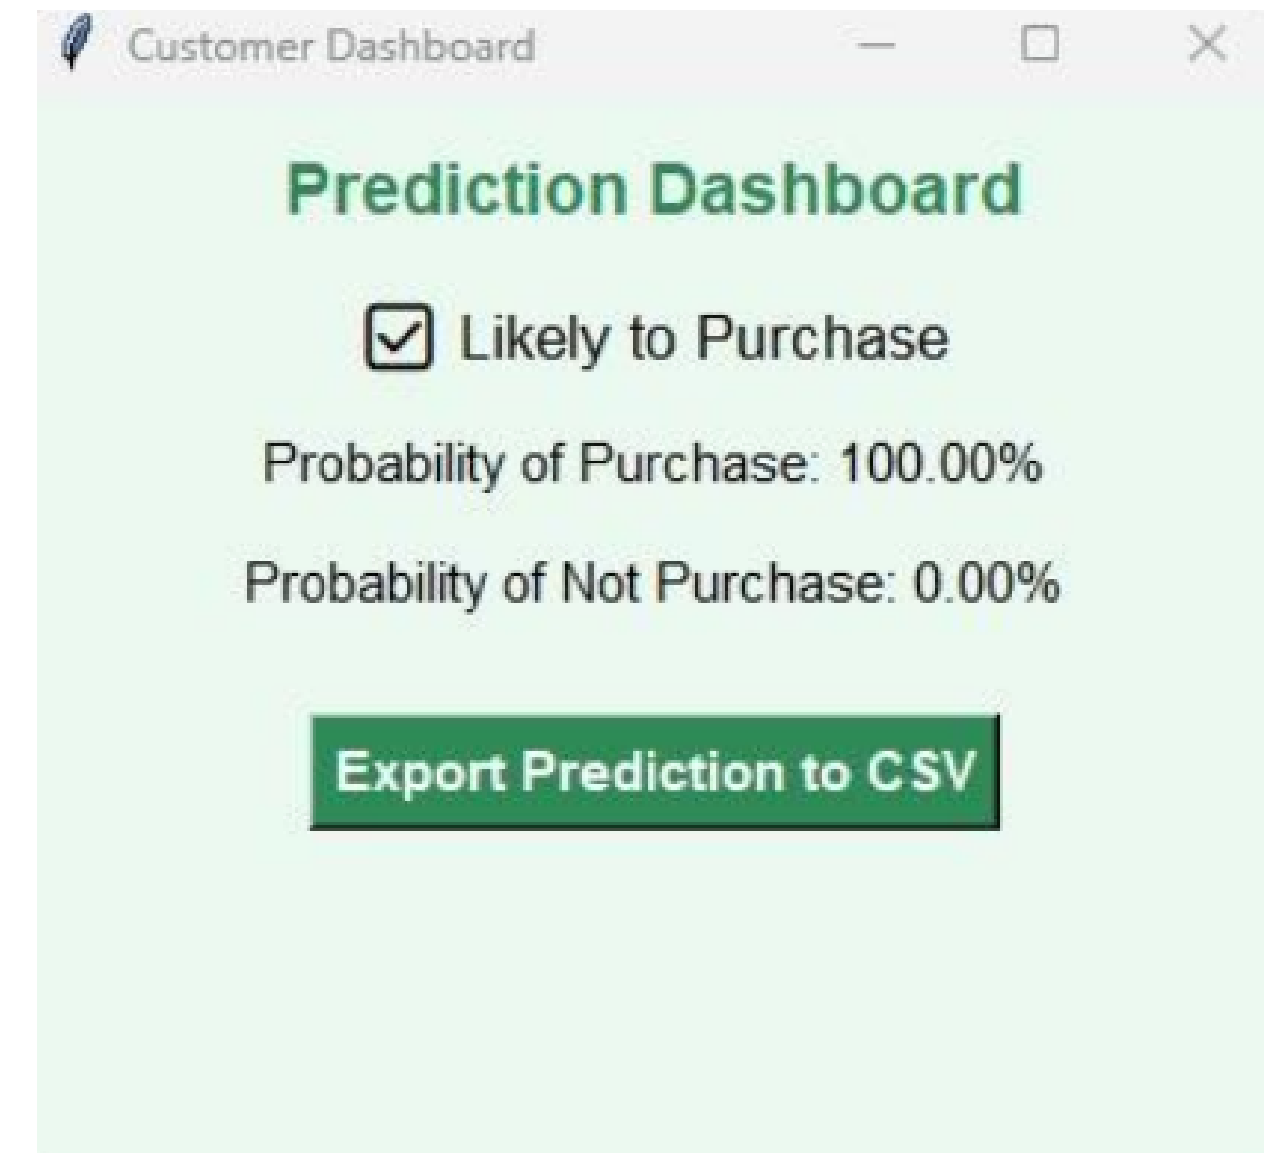 Customer Dashboard
Prediction Dashboard
Likely to Purchase
Probability of Purchase: 100.00%
Probability of Not Purchase: 0.00%
Export Prediction to CSV